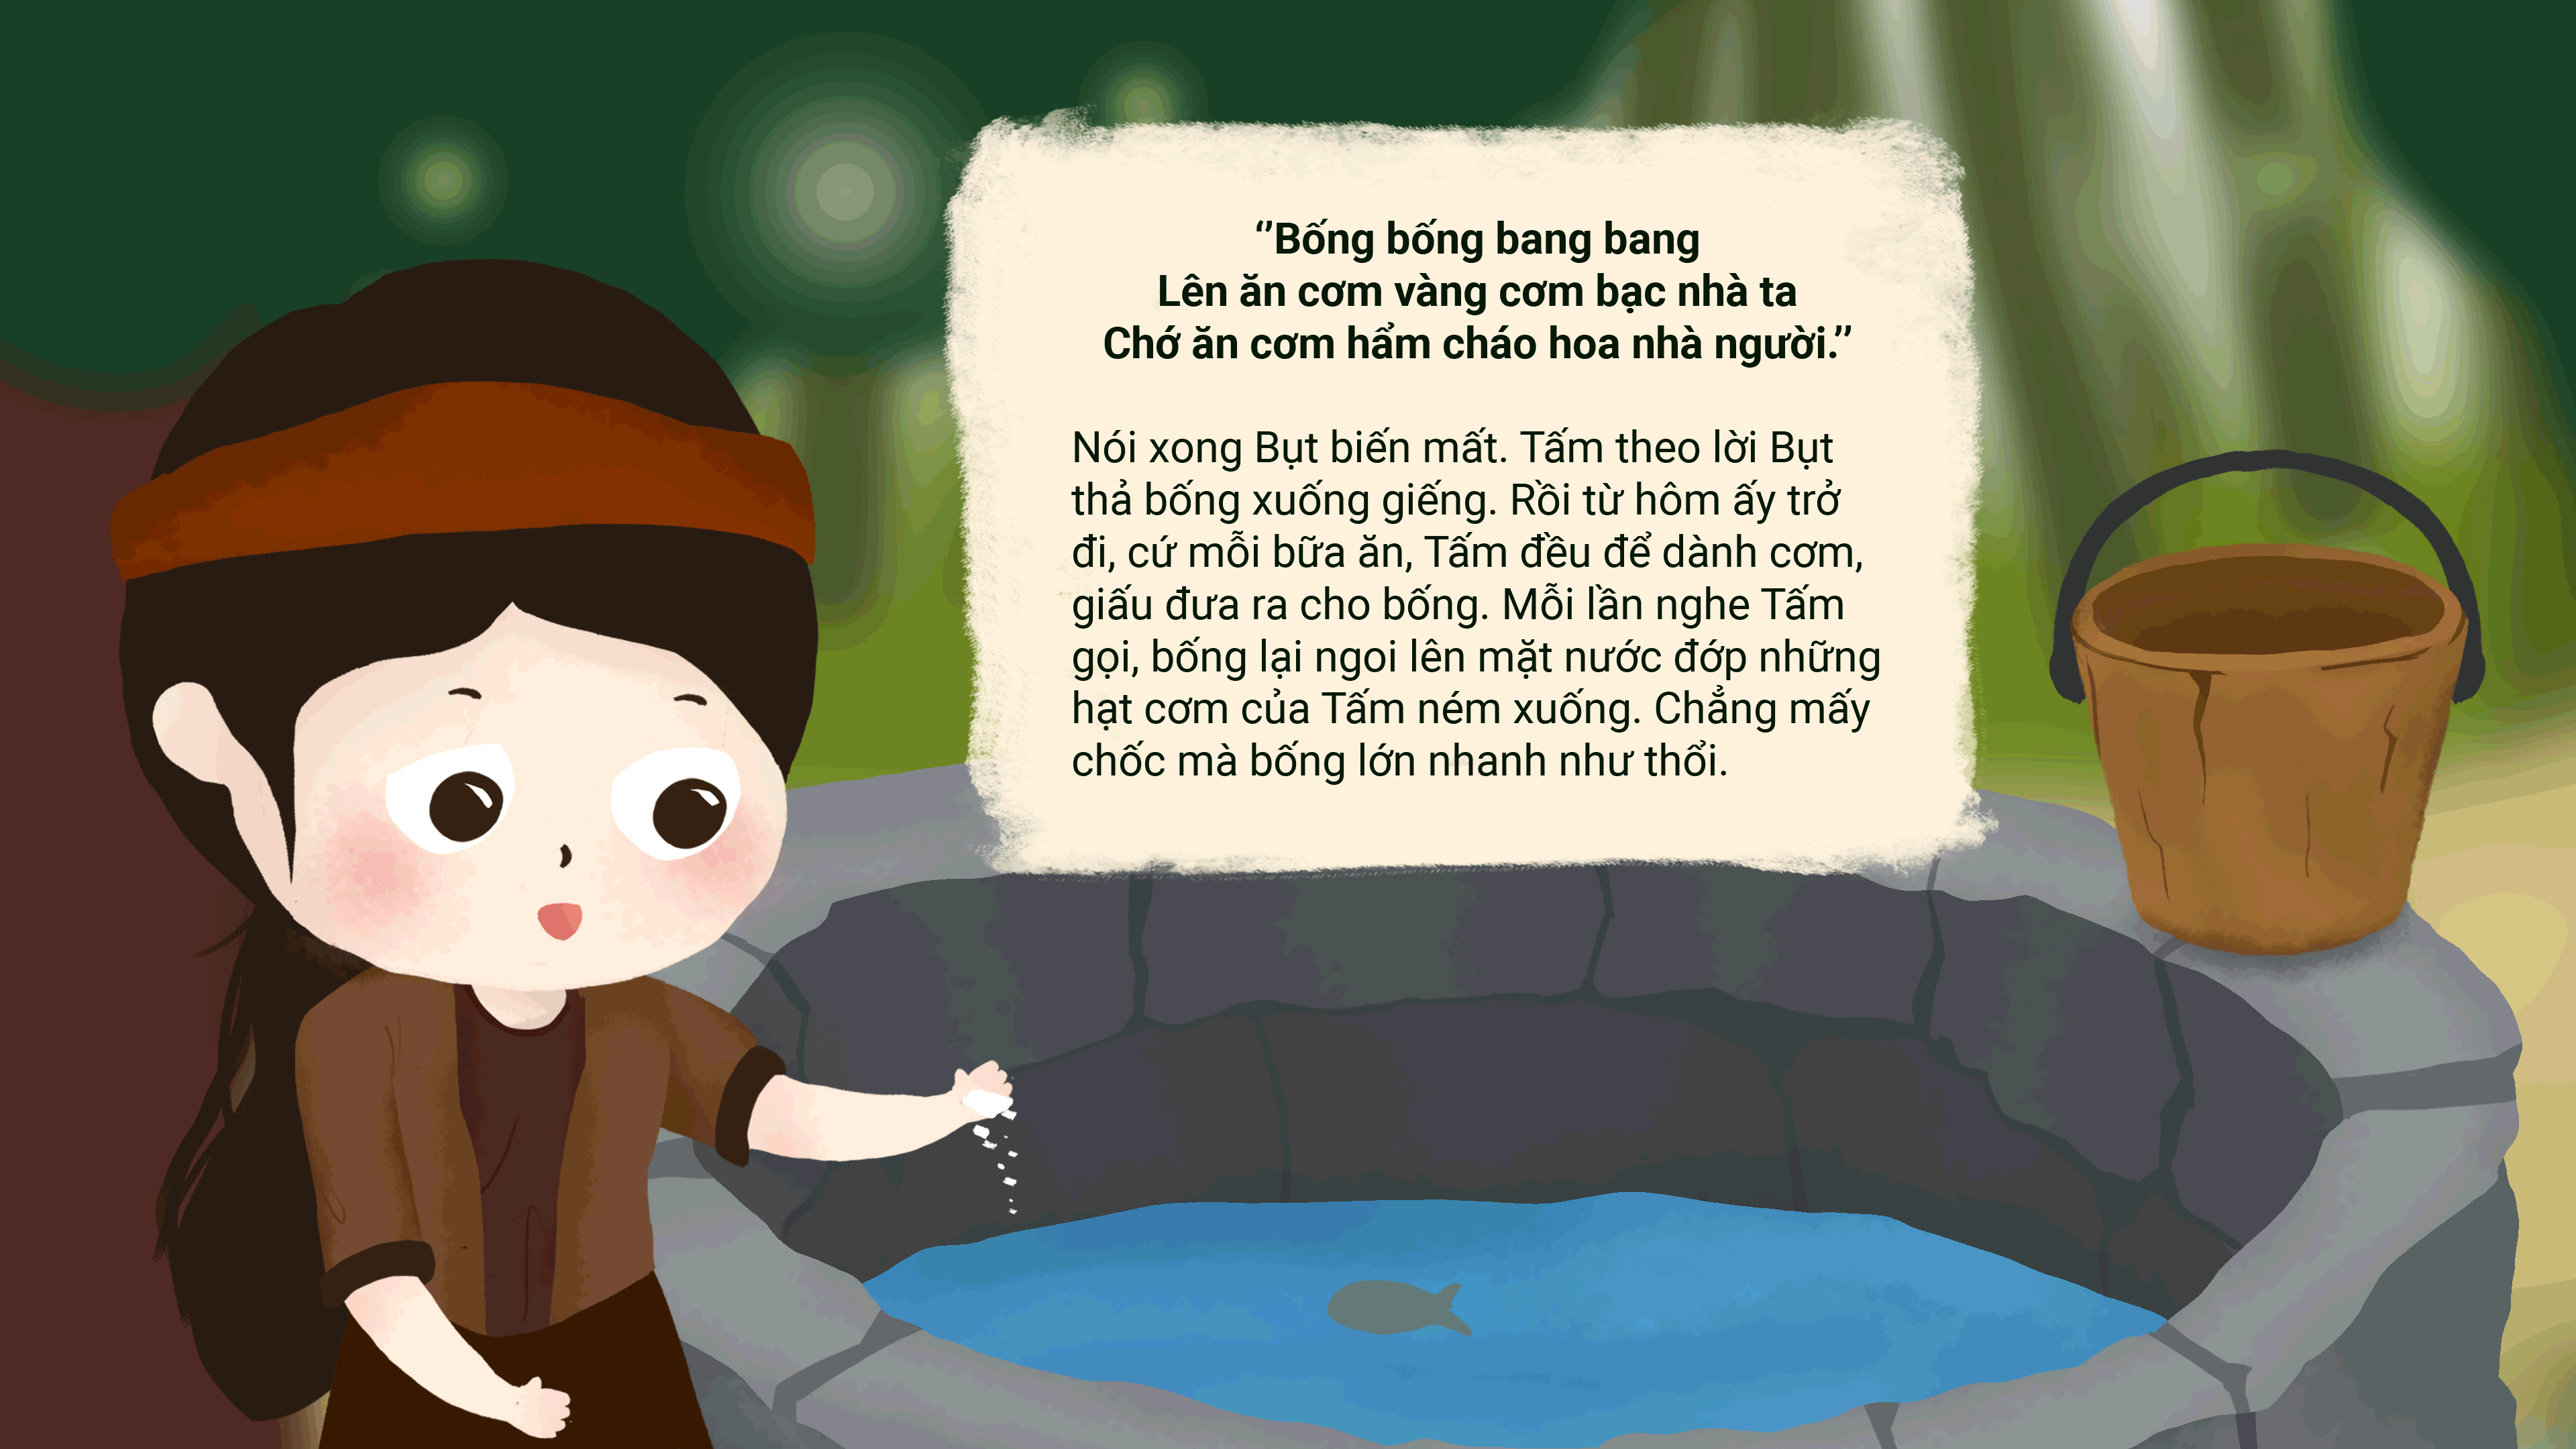 ‘’Bống bống bang bang
Lên ăn cơm vàng cơm bạc nhà ta
Chớ ăn cơm hẩm cháo hoa nhà người.’’
Nói xong Bụt biến mất. Tấm theo lời Bụt
thả bống xuống giếng. Rồi từ hôm ấy trở
đi, cứ mỗi bữa ăn, Tấm đều để dành cơm,
giấu đưa ra cho bống. Mỗi lần nghe Tấm
gọi, bống lại ngoi lên mặt nước đớp những
hạt cơm của Tấm ném xuống. Chẳng mấy
chốc mà bống lớn nhanh như thổi.